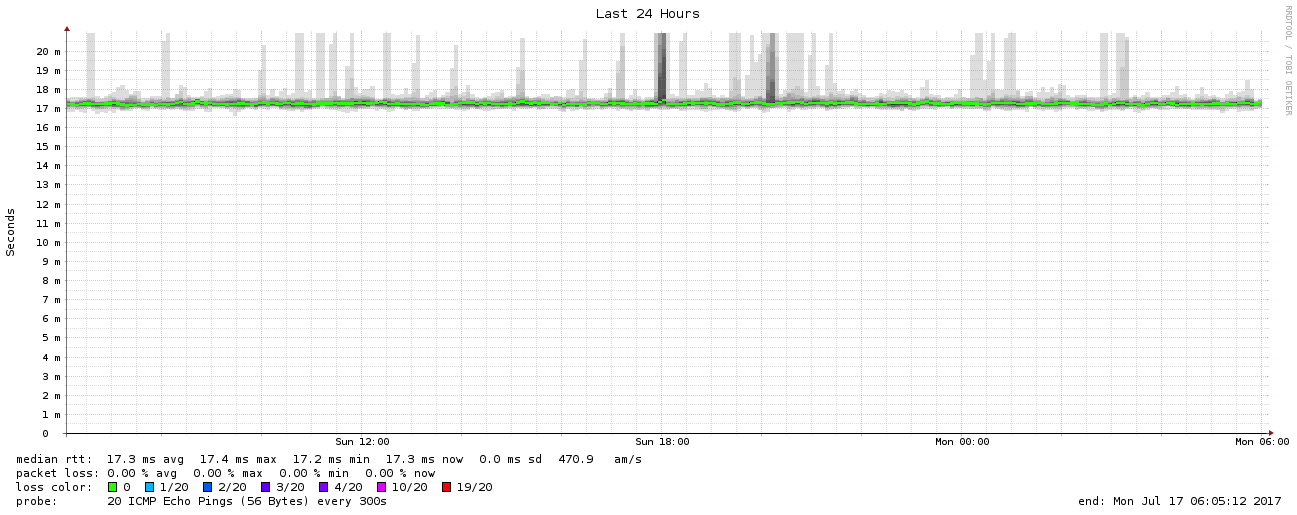 Last 24 Hours
RRDTOOL / TOBI OETIKER
Seconds
20 m
19 m
18 m
17 m
16 m
15 m
14 m
13 m
12 m
11 m
10 m
9 m
8 m
7 m
6 m
5 m
4 m
3 m
2 m
1 m
0
Sun 12:00 Sun 18:00 Mon 00:00 Mon 06:00
median rtt: 17.3 ms avg 17.4 ms max 17.2 ms min 17.3 ms now 0.0 ms sd 470.9 am/s
packet loss: 0.00 % avg 0.00 % max 0.00 % min 0.00 % now
loss color: 0 1/20 2/20 3/20 4/20 10/20 19/20
probe: 20 ICMP Echo Pings (56 Bytes) every 300s end: Mon Jul 17 06:05:12 2017